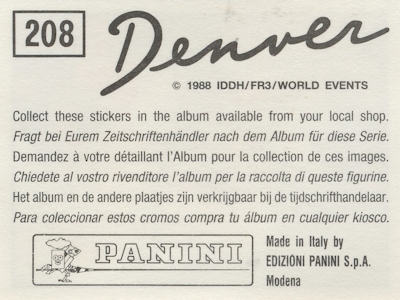 208
Denver
© 1988 IDDH/FR3/WORLD EVENTS
Collect these stickers in the album available from your local shop.
Fragt bei Eurem Zeitschriftenhändler nach dem Album für diese Serie.
Demandez à votre détaillant l'Album pour la collection de ces images.
Chiedete al vostro rivenditore l'album per la raccolta di queste figurine.
Het album en de andere plaatjes zijn verkrijgbaar bij de tijdschrifthandelaar.
Para coleccionar estos cromos compra tu álbum en cualquier kiosco.
PANINI
Made in Italy by
EDIZIONI PANINI S.p.A.
Modena